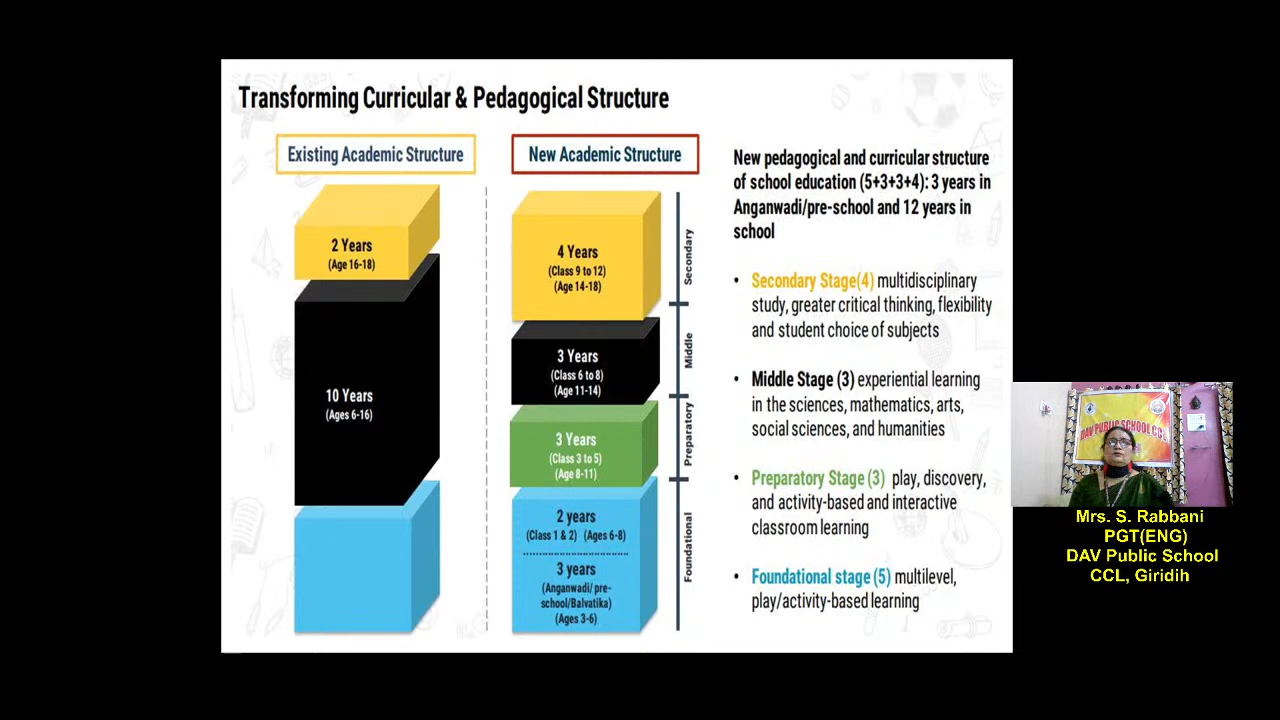 Transforming Curricular & Pedagogical Structure
Existing Academic Structure
2 Years
(Age 16-18)
10 Years
(Ages 6-16)
New Academic Structure
4 Years
(Class 9 to 12)
(Age 14-18)
3 Years
(Class 6 to 8)
(Age 11-14)
3 Years
(Class 3 to 5)
(Age 8-11)
2 years
(Class 1 & 2) (Ages 6-8)
3 years
(Anganwadi/ pre-
school/Balvatika)
(Ages 3-6)
Secondary
Middle
Preparatory
Foundational
New pedagogical and curricular structure
of school education (5+3+3+4): 3 years in
Anganwadi/pre-school and 12 years in
school
• Secondary Stage(4) multidisciplinary
study, greater critical thinking, flexibility
and student choice of subjects
• Middle Stage (3) experiential learning
in the sciences, mathematics, arts,
social sciences, and humanities
• Preparatory Stage (3) play, discovery,
and activity-based and interactive
classroom learning
• Foundational stage (5) multilevel,
play/activity-based learning
DAV PUBLIC SCHOOL CCL
Mrs. S. Rabbani
PGT(ENG)
DAV Public School
CCL, Giridih